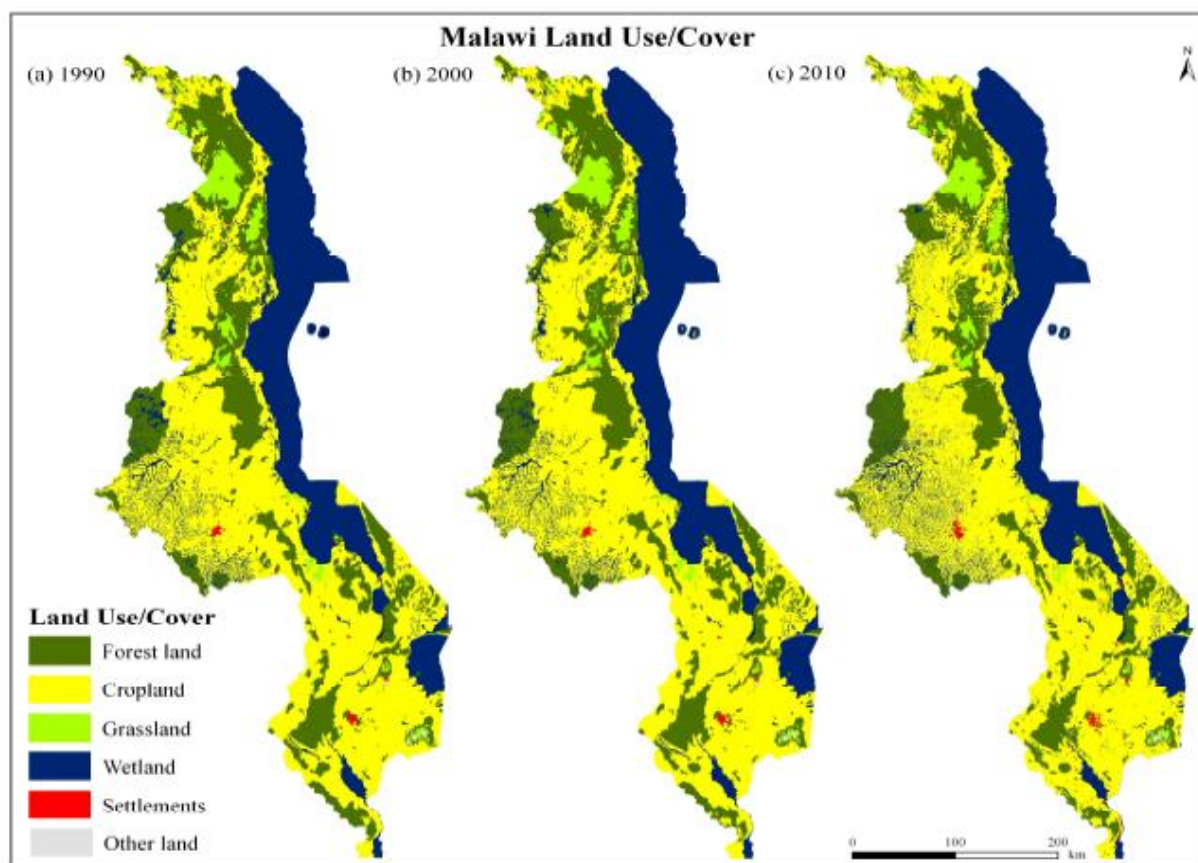 Malawi Land Use/Cover
(a) 1990
(b) 2000
(c) 2010
N
Land Use/Cover
Forest land
Cropland
Grassland
Wetland
Settlements
Other land
0 100 200
km